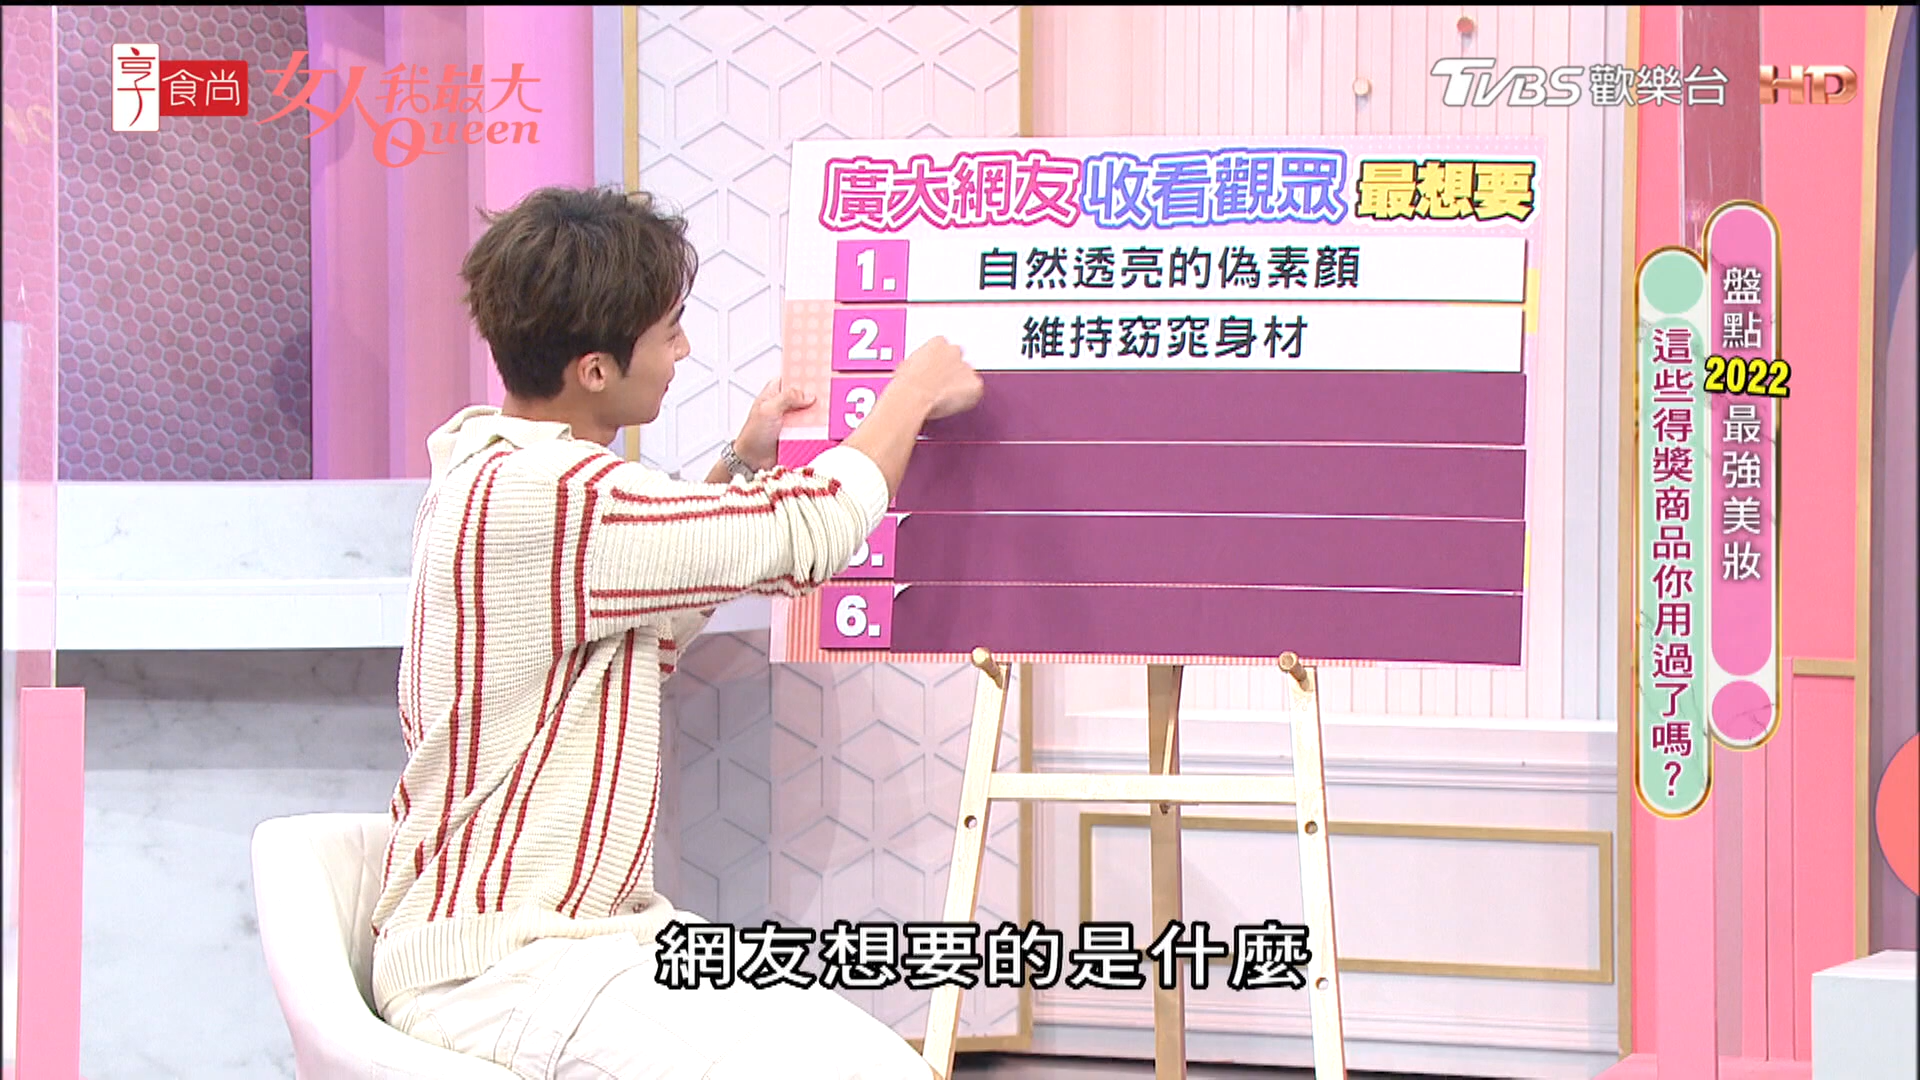 享食尚
女人我最大
Queen
TVBS歡樂台 HD
廣大網友收看觀眾最想要
1. 自然透亮的偽素顏
2. 維持窈窕身材
3
5.
6.
盤點2022最強美妝
這些得獎商品你用過了嗎？
網友想要的是什麼